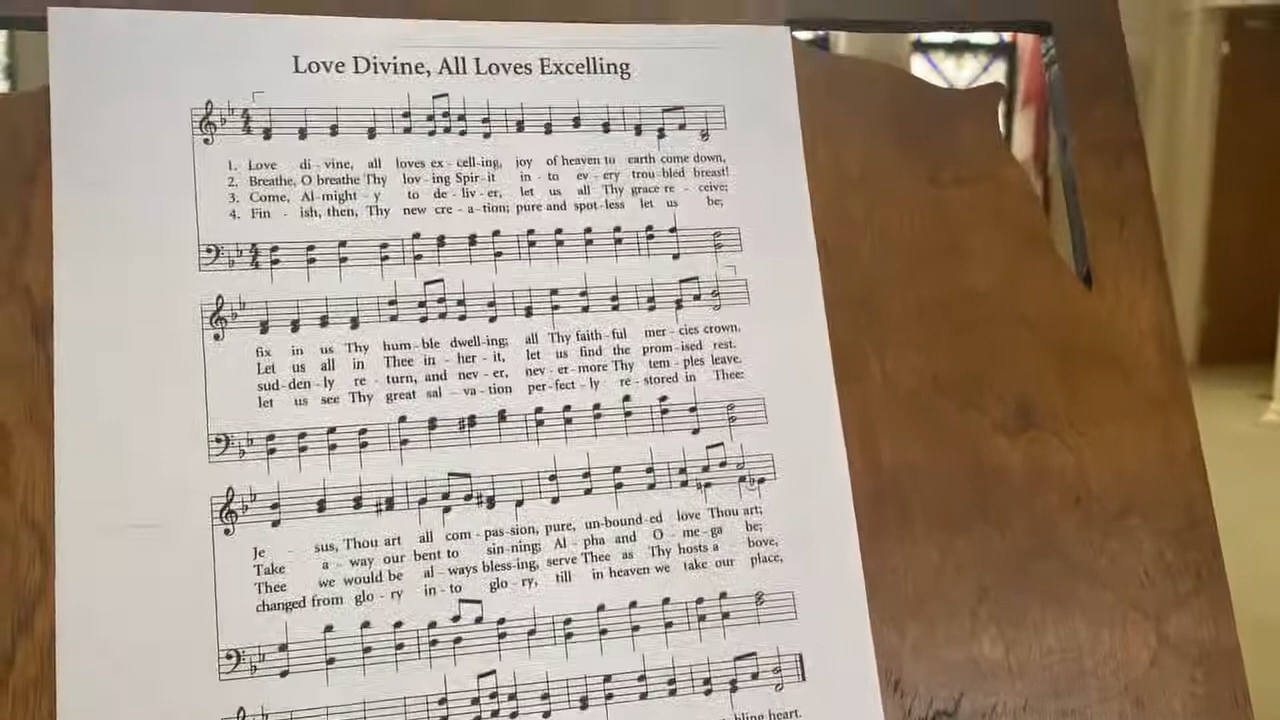 Love Divine, All Loves Excelling
1. Love di - vine, all loves ex - cell-ing, joy of heaven to earth come down,
2. Breathe, O breathe Thy lov - ing Spir - it in - to ev - ery trou - bled breast!
3. Come, Al-might - y to de - liv - er, let us all Thy grace re - ceive;
4. Fin - ish, then, Thy new cre - a - tion; pure and spot - less let us be;
fix in us Thy hum - ble dwell-ing; all Thy faith - ful mer - cies crown.
Let us all in Thee in - her - it, let us find the prom - ised rest.
sud - den - ly re - turn, and nev - er, nev - er - more Thy tem - ples leave.
let us see Thy great sal - va - tion per - fect - ly re - stored in Thee:
Je - sus, Thou art all com - pas - sion, pure, un-bound-ed love Thou art;
Take a - way our bent to sin - ning; Al - pha and O - me - ga be;
Thee we would be al - ways bless - ing, serve Thee as Thy hosts a bove,
changed from glo - ry in - to glo - ry, till in heaven we take our place,
bling heart.